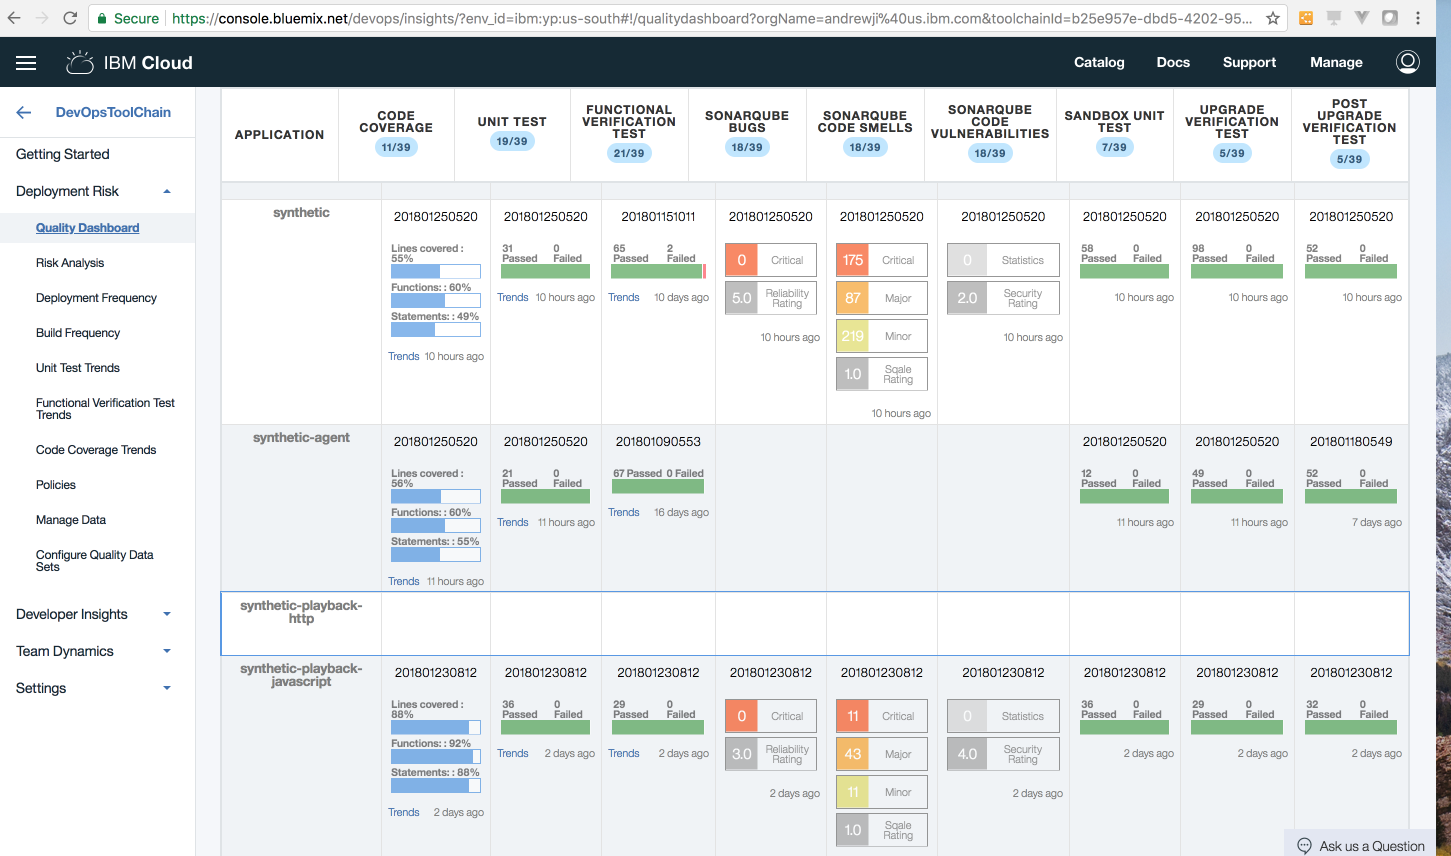 Secure
https://console.bluemix.net/devops/insights/?env_id=ibm:yp:us-south#!/qualitydashboard?orgName=andrewji%40us.ibm.com&toolchainId=b25e957e-dbd5-4202-95...
IBM Cloud
Catalog Docs Support Manage
DevOpsToolChain
Getting Started
Deployment Risk
Quality Dashboard
Risk Analysis
Deployment Frequency
Build Frequency
Unit Test Trends
Functional Verification Test
Trends
Code Coverage Trends
Policies
Manage Data
Configure Quality Data
Sets
Developer Insights
Team Dynamics
Settings
APPLICATION
CODE
COVERAGE
11/39
UNIT TEST
19/39
FUNCTIONAL
VERIFICATION
TEST
21/39
SONARQUBE
BUGS
18/39
SONARQUBE
CODE SMELLS
18/39
SONARQUBE
CODE
VULNERABILITIES
18/39
SANDBOX UNIT
TEST
7/39
UPGRADE
VERIFICATION
TEST
5/39
POST
UPGRADE
VERIFICATION
TEST
5/39
synthetic
201801250520
Lines covered :
55%
Functions: : 60%
Statements: : 49%
Trends 10 hours ago
201801250520
31 0
Passed Failed
Trends 10 hours ago
201801151011
65 2
Passed Failed
Trends 10 days ago
201801250520
0 Critical
5.0 Reliability
Rating
10 hours ago
201801250520
175 Critical
87 Major
219 Minor
1.0 Sqale
Rating
10 hours ago
201801250520
0 Statistics
2.0 Security
Rating
10 hours ago
201801250520
58 0
Passed Failed
10 hours ago
201801250520
98 0
Passed Failed
10 hours ago
201801250520
52 0
Passed Failed
10 hours ago
synthetic-agent
201801250520
Lines covered :
56%
Functions: : 60%
Statements: : 55%
Trends 11 hours ago
201801250520
21 0
Passed Failed
Trends 11 hours ago
201801090553
67 Passed 0 Failed
Trends 16 days ago
201801250520
12 0
Passed Failed
11 hours ago
201801250520
49 0
Passed Failed
11 hours ago
201801180549
52 0
Passed Failed
7 days ago
synthetic-playback-
http
synthetic-playback-
javascript
201801230812
Lines covered :
88%
Functions: : 92%
Statements: : 88%
Trends 2 days ago
201801230812
36 0
Passed Failed
Trends 2 days ago
201801230812
29 0
Passed Failed
Trends 2 days ago
201801230812
0 Critical
3.0 Reliability
Rating
2 days ago
201801230812
11 Critical
43 Major
11 Minor
1.0 Sqale
Rating
201801230812
0 Statistics
4.0 Security
Rating
2 days ago
201801230812
36 0
Passed Failed
2 days ago
201801230812
29 0
Passed Failed
2 days ago
201801230812
32 0
Passed Failed
2 days ago
Ask us a Question